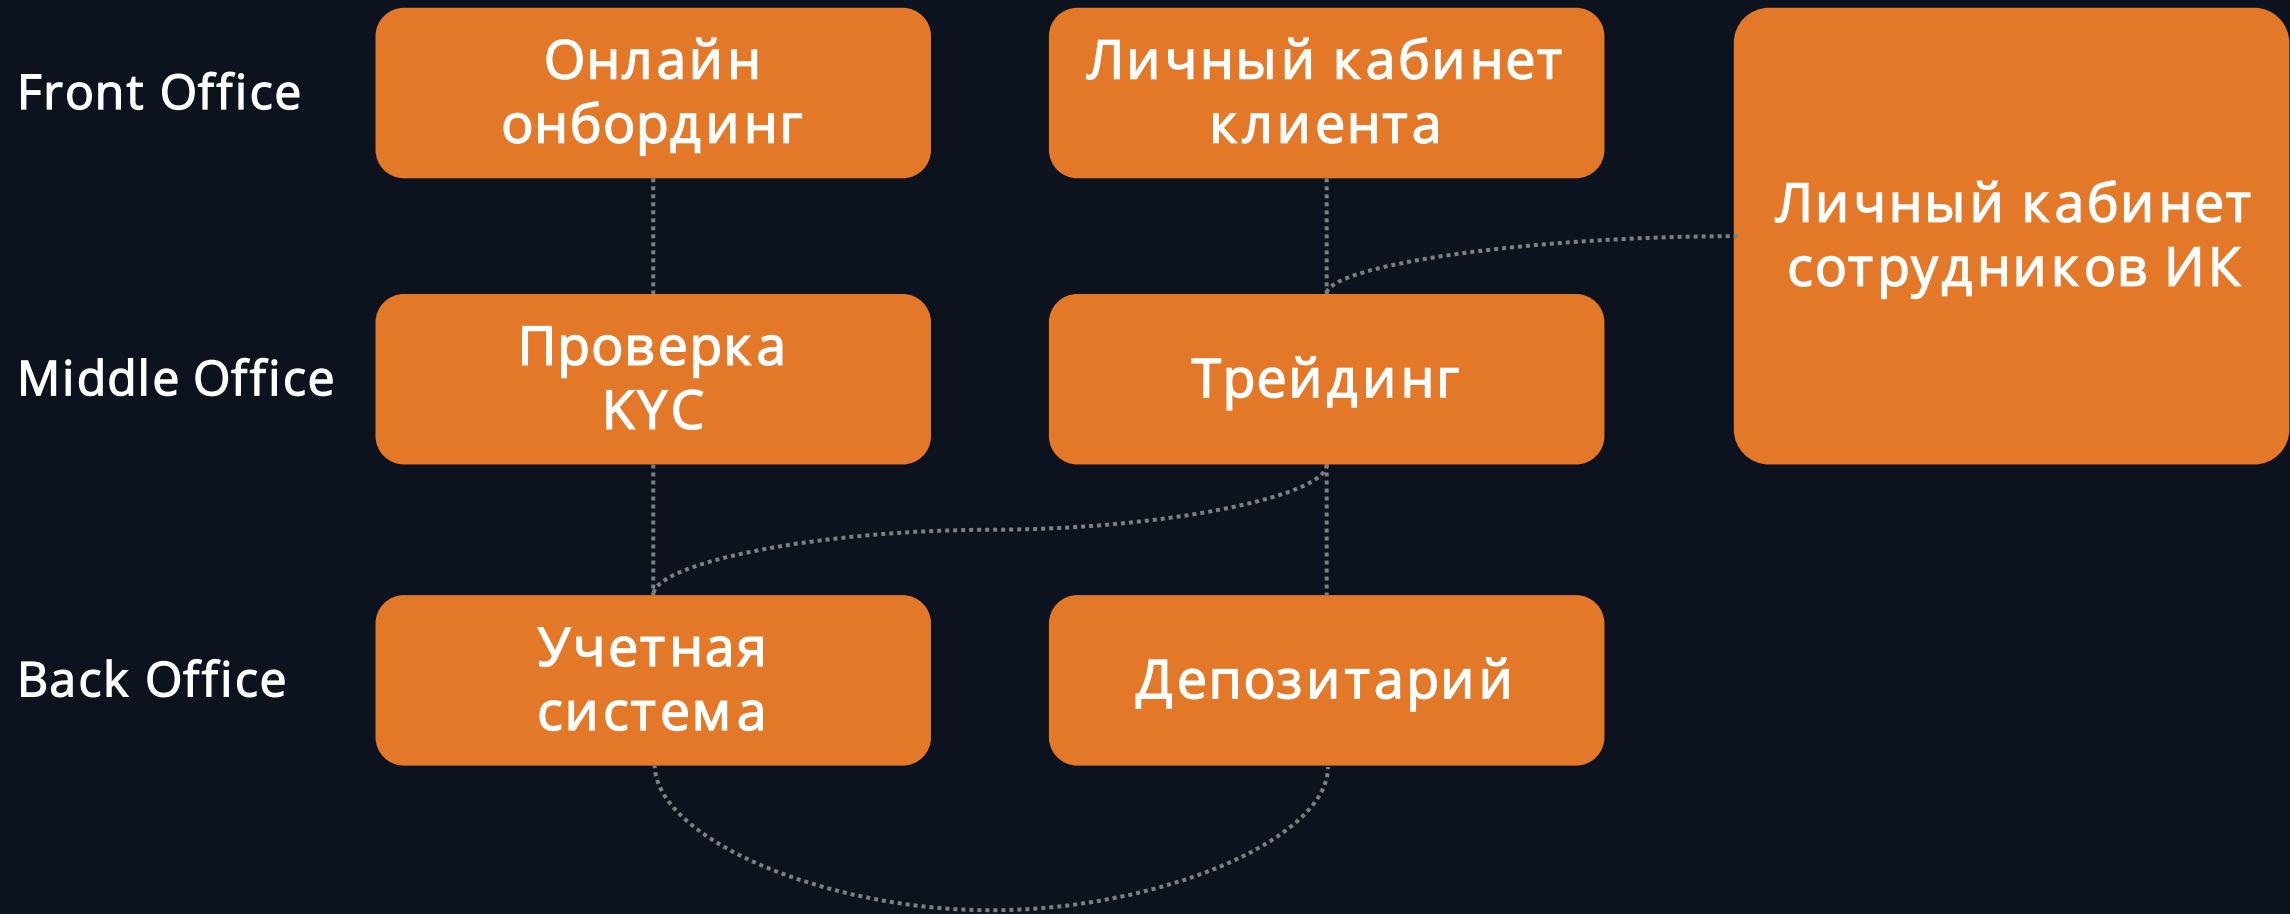 Front Office
Онлайн
онбординг
Личный кабинет
клиента
Личный кабинет
сотрудников ИК
Middle Office
Проверка
KYC
Трейдинг
Back Office
Учетная
система
Депозитарий